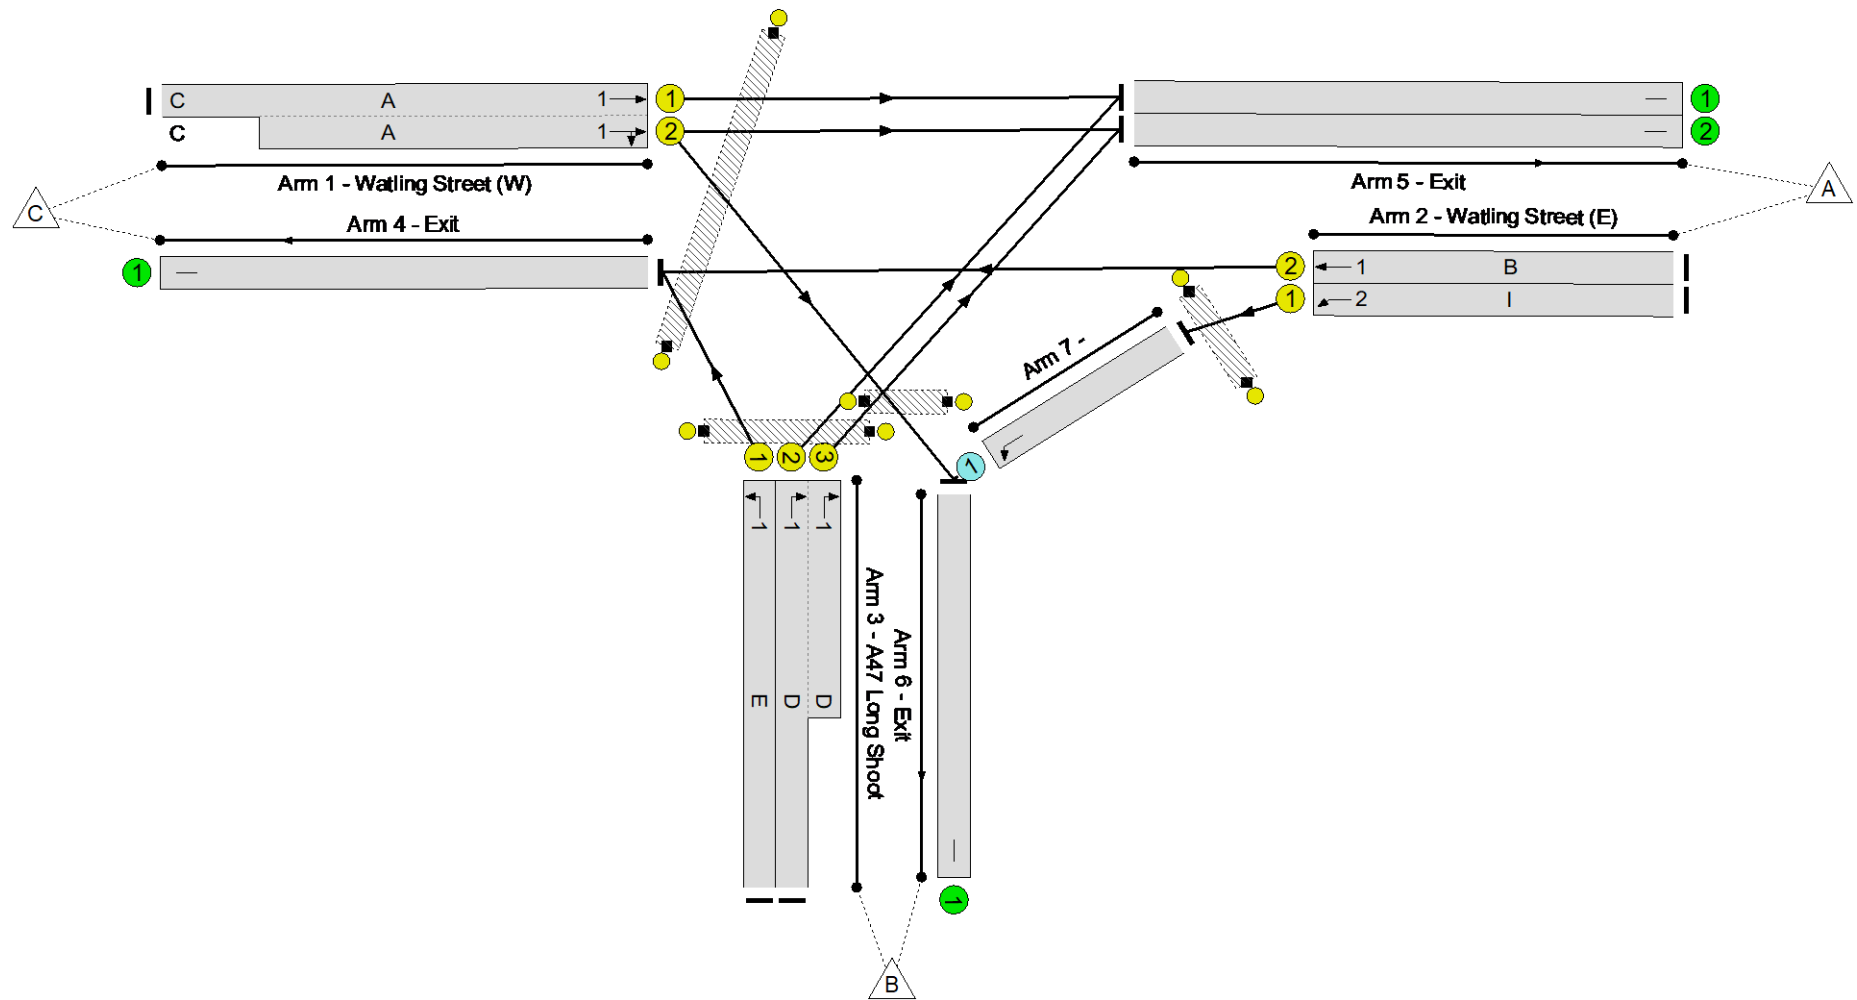 C A 1 1 1
C A 1 2 2
Arm 1 - Watling Street (W)
Arm 5 - Exit
A
C
Arm 4 - Exit
Arm 2 - Watling Street (E)
1
2 1 B
1 2 I
Arm 7 -
1 2 3
1
1 1 1
Arm 3 - A47 Long Shoot
Arm 6 - Exit
E D D
1
B